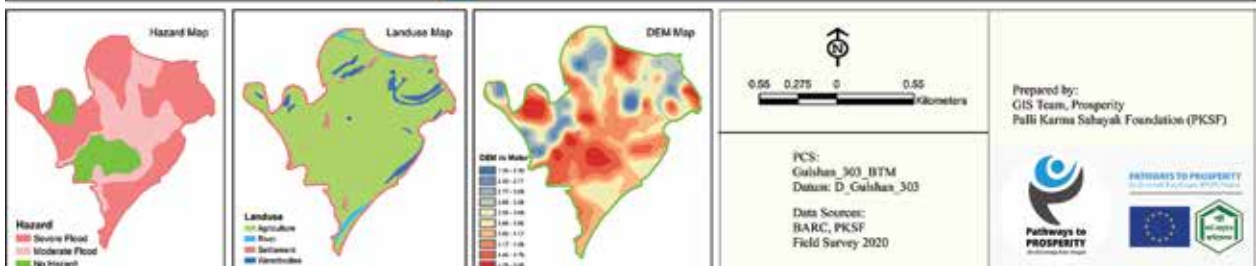 Hazard Map
Hazard
Severe Flood
Moderate Flood
No Hazard
Landuse Map
Landuse
Agriculture
River
Settlement
Waterbodies
DEM Map
DEM in Meter
N
0.55 0.275 0 0.55
Kilometers
PCS:
Gulshan_303_BTM
Datum: D_Gulshan_303
Data Sources:
BARC, PKSF
Field Survey 2020
Prepared by:
GIS Team, Prosperity
Palli Karma Sahayak Foundation (PKSF)
Pathways to
PROSPERITY
PATHWAYS TO PROSPERITY